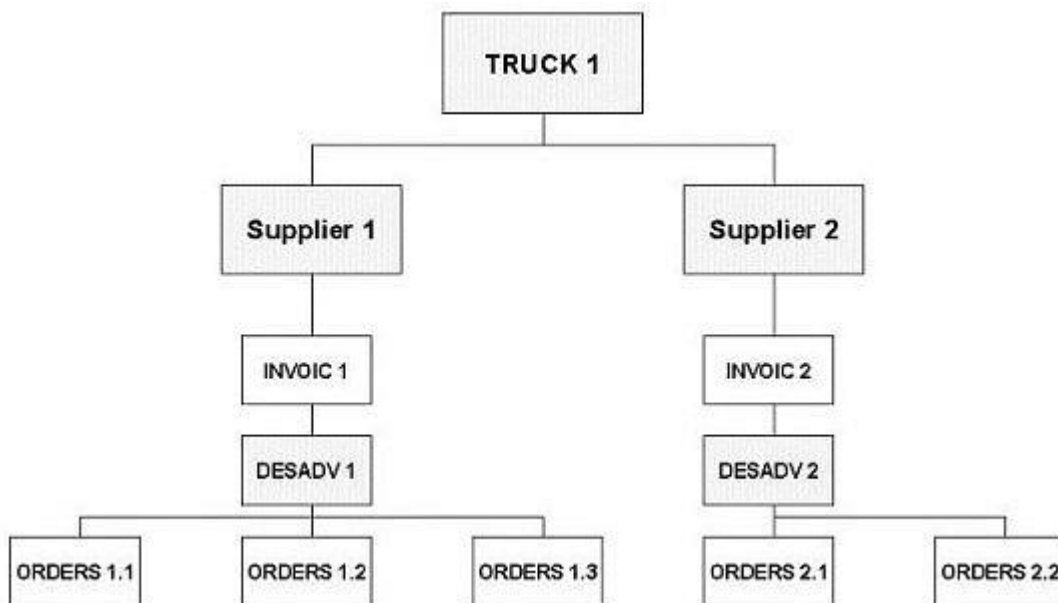 TRUCK 1
Supplier 1
Supplier 2
INVOIC 1
INVOIC 2
DESADV 1
DESADV 2
ORDERS 1.1
ORDERS 1.2
ORDERS 1.3
ORDERS 2.1
ORDERS 2.2